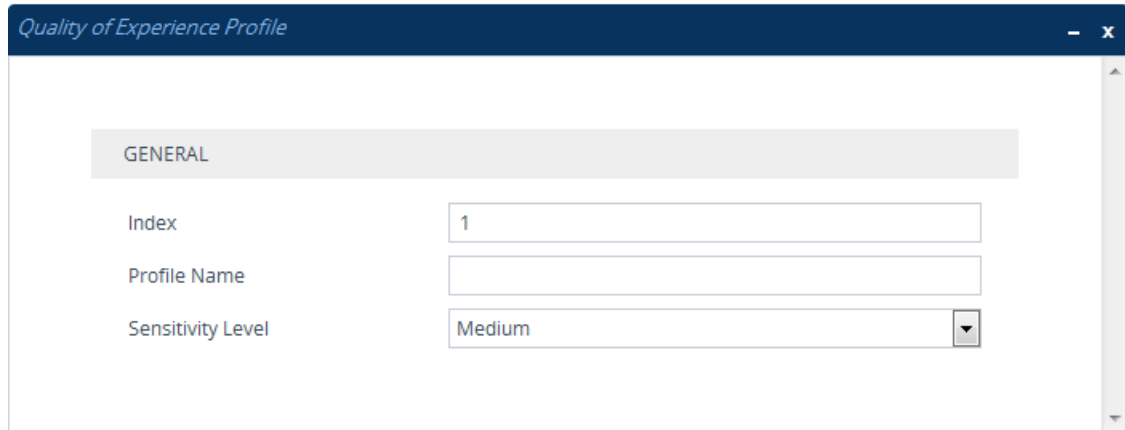 Quality of Experience Profile – x
GENERAL
Index 1
Profile Name
Sensitivity Level Medium